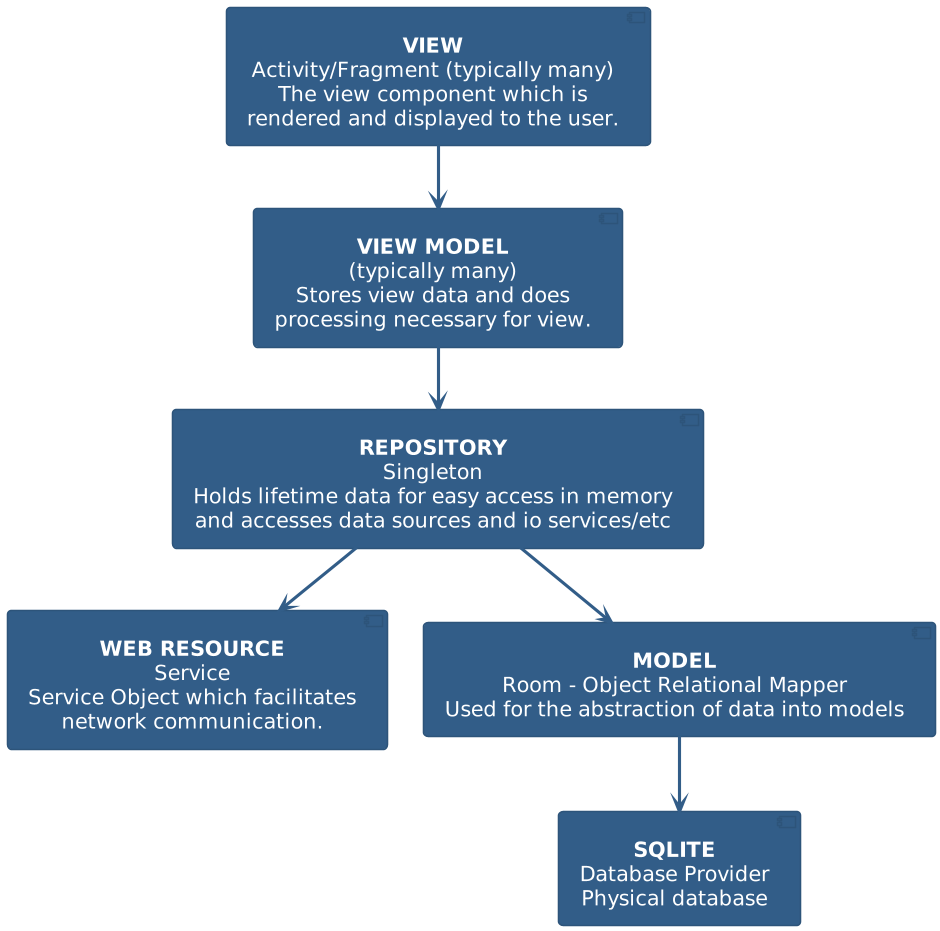 VIEW
Activity/Fragment (typically many)
The view component which is
rendered and displayed to the user.
VIEW MODEL
(typically many)
Stores view data and does
processing necessary for view.
REPOSITORY
Singleton
Holds lifetime data for easy access in memory
and accesses data sources and io services/etc
WEB RESOURCE
Service
Service Object which facilitates
network communication.
MODEL
Room - Object Relational Mapper
Used for the abstraction of data into models
SQLITE
Database Provider
Physical database